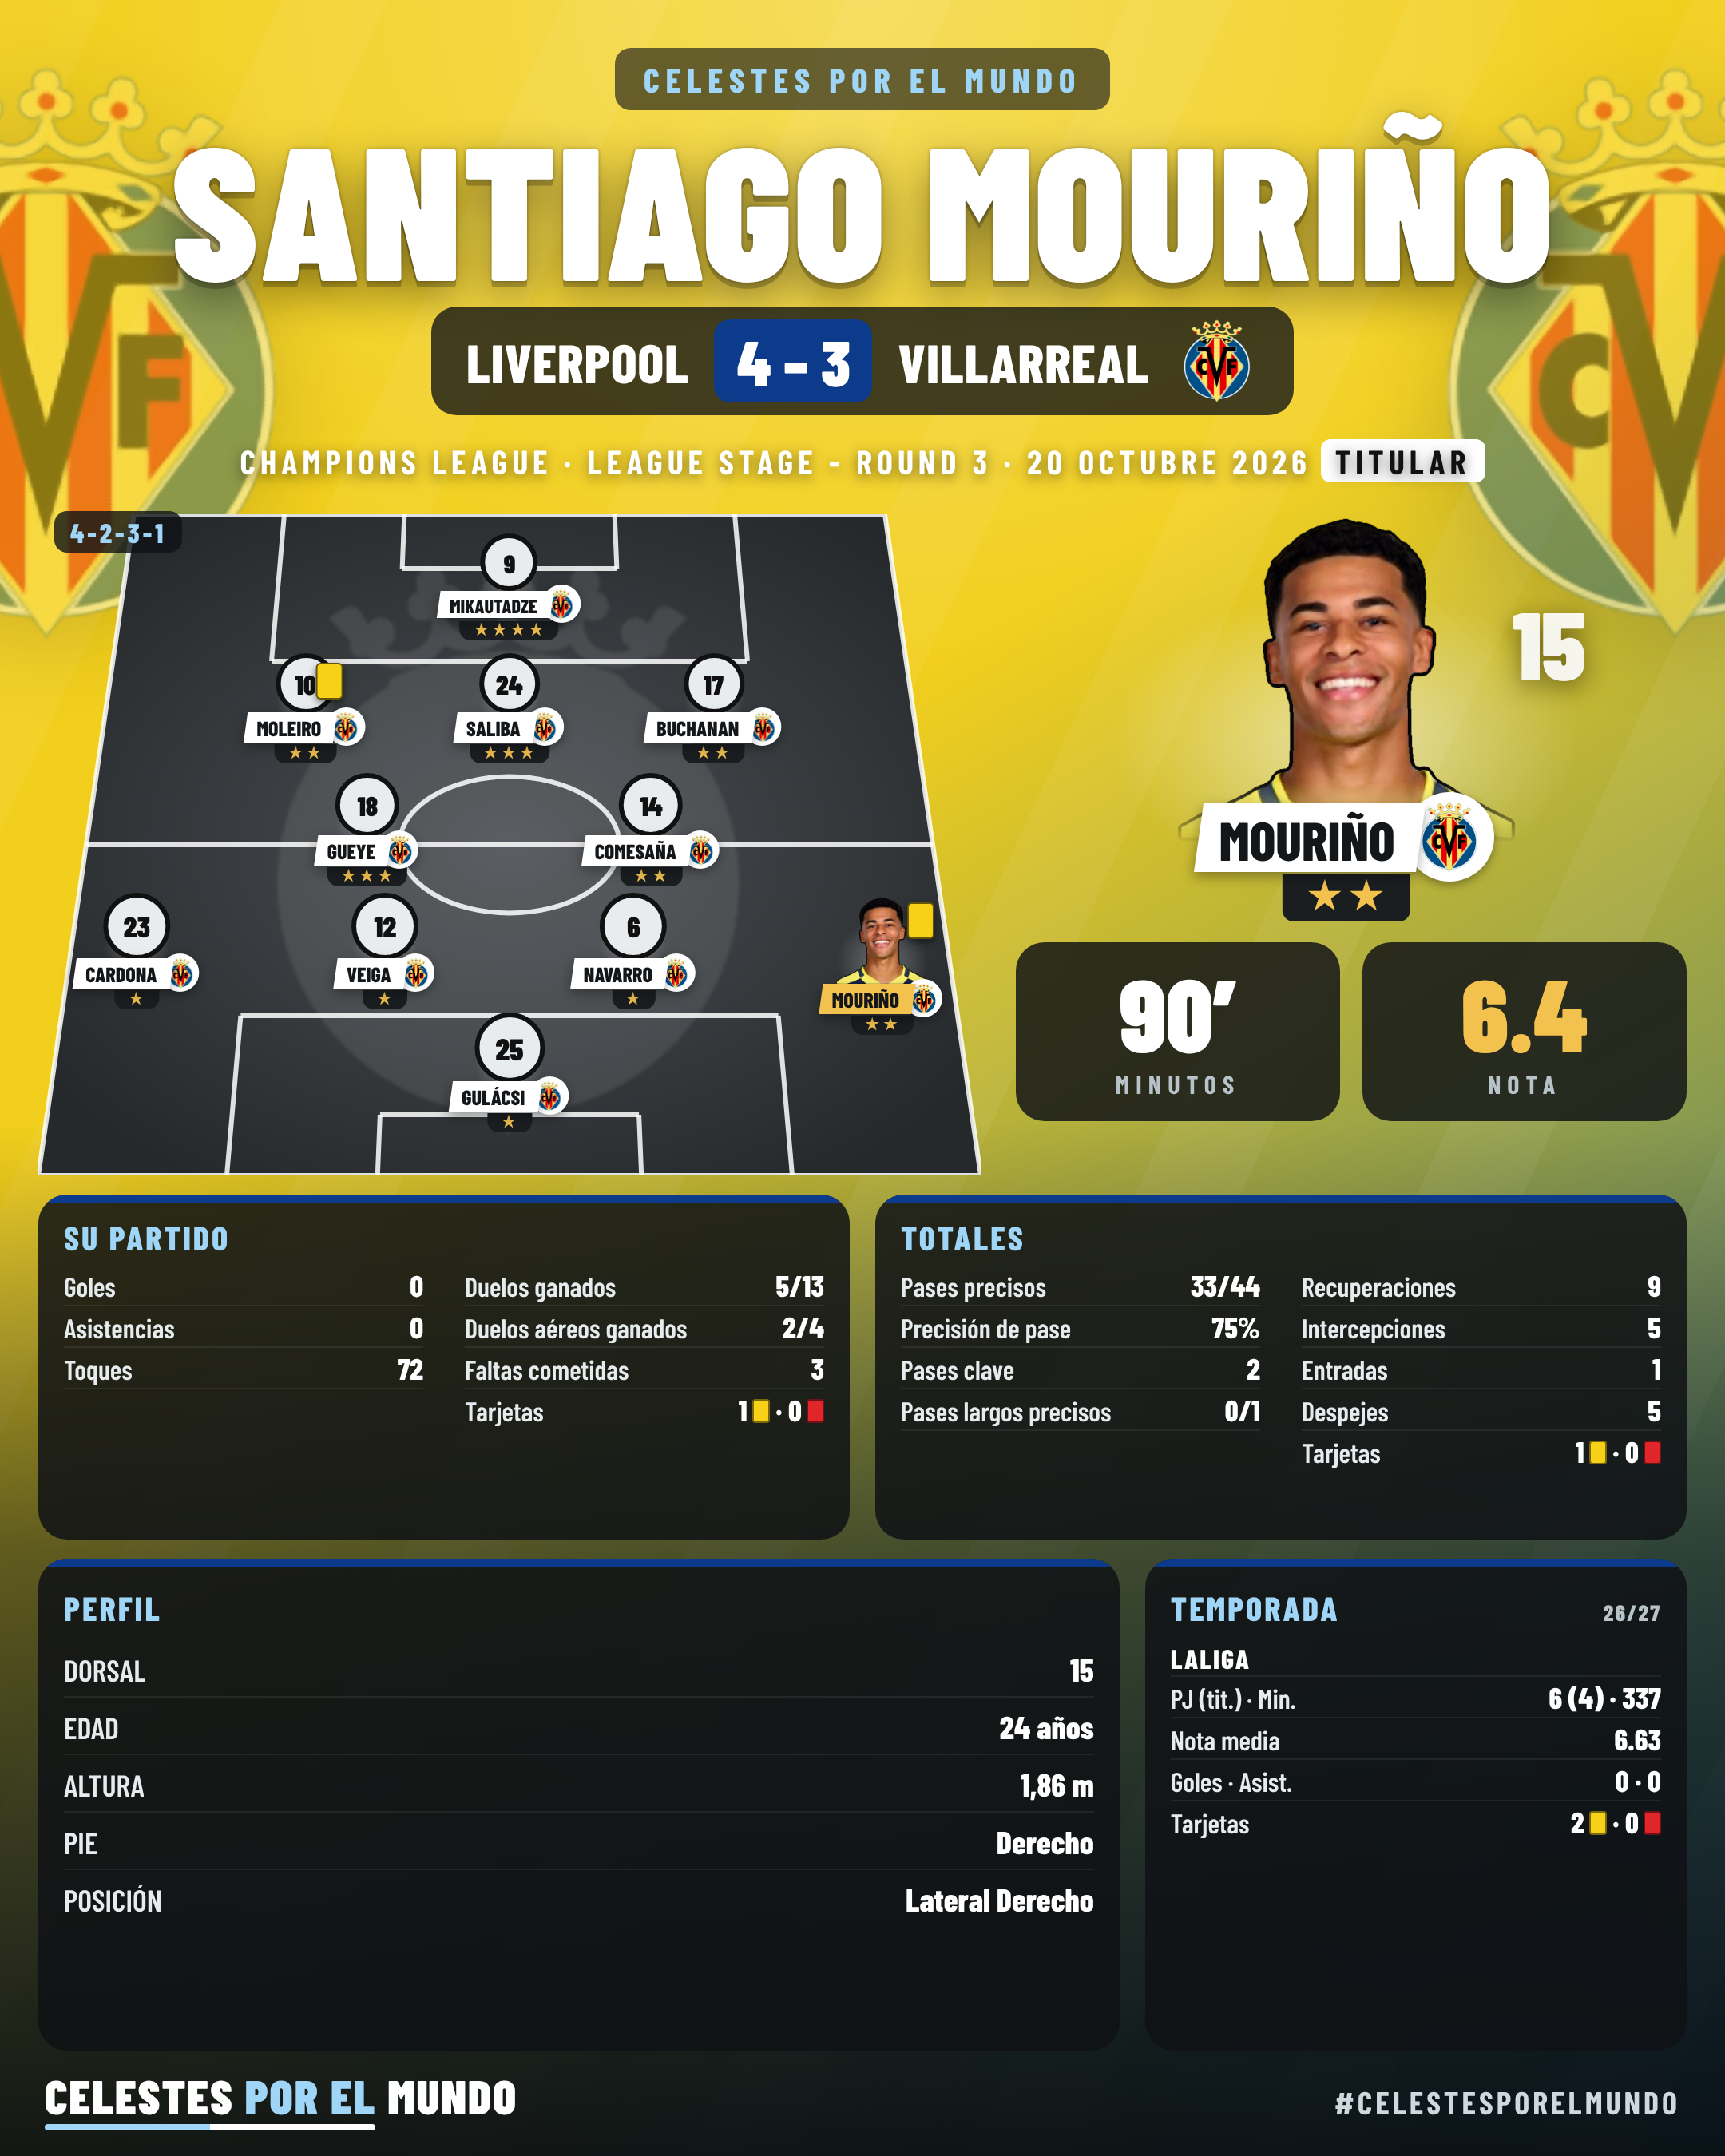 CELESTES POR EL MUNDO
SANTIAGO MOURIÑO
LIVERPOOL 4 - 3 VILLARREAL
CHAMPIONS LEAGUE · LEAGUE STAGE - ROUND 3 · 20 OCTUBRE 2026 TITULAR
4-2-3-1
9
MIKAUTADZE
10 24 17
MOLEIRO SALIBA BUCHANAN
18 14
GUEYE COMESAÑA
23 12 6
CARDONA VEIGA NAVARRO MOURIÑO
25
GULÁCSI
15
MOURIÑO
90′ 6.4
MINUTOS NOTA
SU PARTIDO
Goles 0
Asistencias 0
Toques 72
Duelos ganados 5/13
Duelos aéreos ganados 2/4
Faltas cometidas 3
Tarjetas 1 · 0
TOTALES
Pases precisos 33/44
Precisión de pase 75%
Pases clave 2
Pases largos precisos 0/1
Recuperaciones 9
Intercepciones 5
Entradas 1
Despejes 5
Tarjetas 1 · 0
PERFIL
DORSAL 15
EDAD 24 años
ALTURA 1,86 m
PIE Derecho
POSICIÓN Lateral Derecho
TEMPORADA 26/27
LALIGA
PJ (tit.) · Min. 6 (4) · 337
Nota media 6.63
Goles · Asist. 0 · 0
Tarjetas 2 · 0
CELESTES POR EL MUNDO
#CELESTESPORELMUNDO